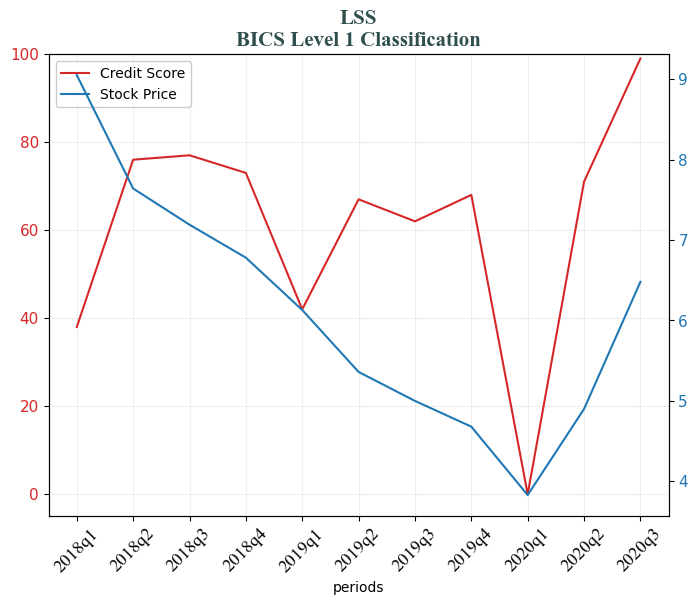 LSS
BICS Level 1 Classification
Credit Score
Stock Price
100
80
60
40
20
0
9
8
7
6
5
4
2018q1
2018q2
2018q3
2018q4
2019q1
2019q2
2019q3
2019q4
2020q1
2020q2
2020q3
periods